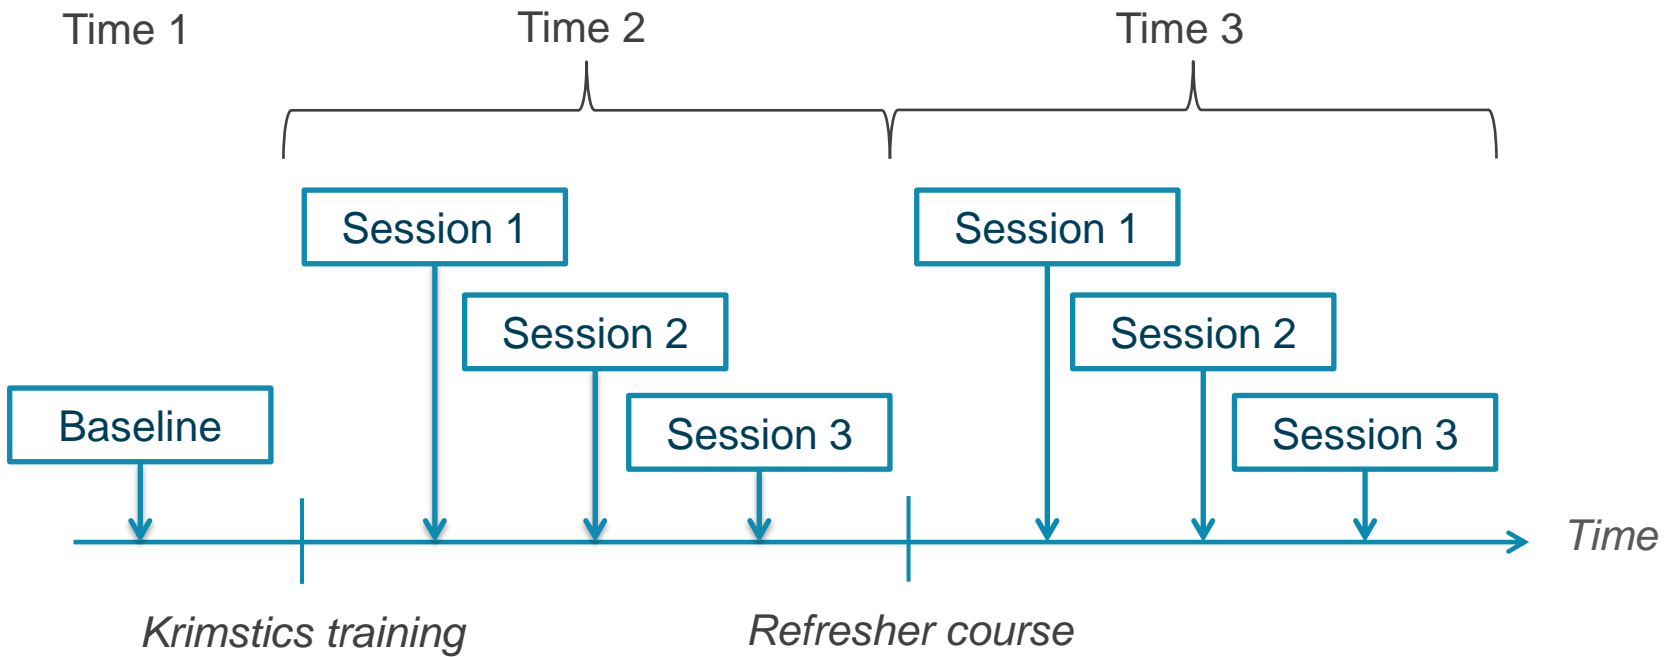 Time 1
Time 2
Time 3
Session 1
Session 1
Session 2
Session 2
Baseline
Session 3
Session 3
Time
Krimstics training
Refresher course